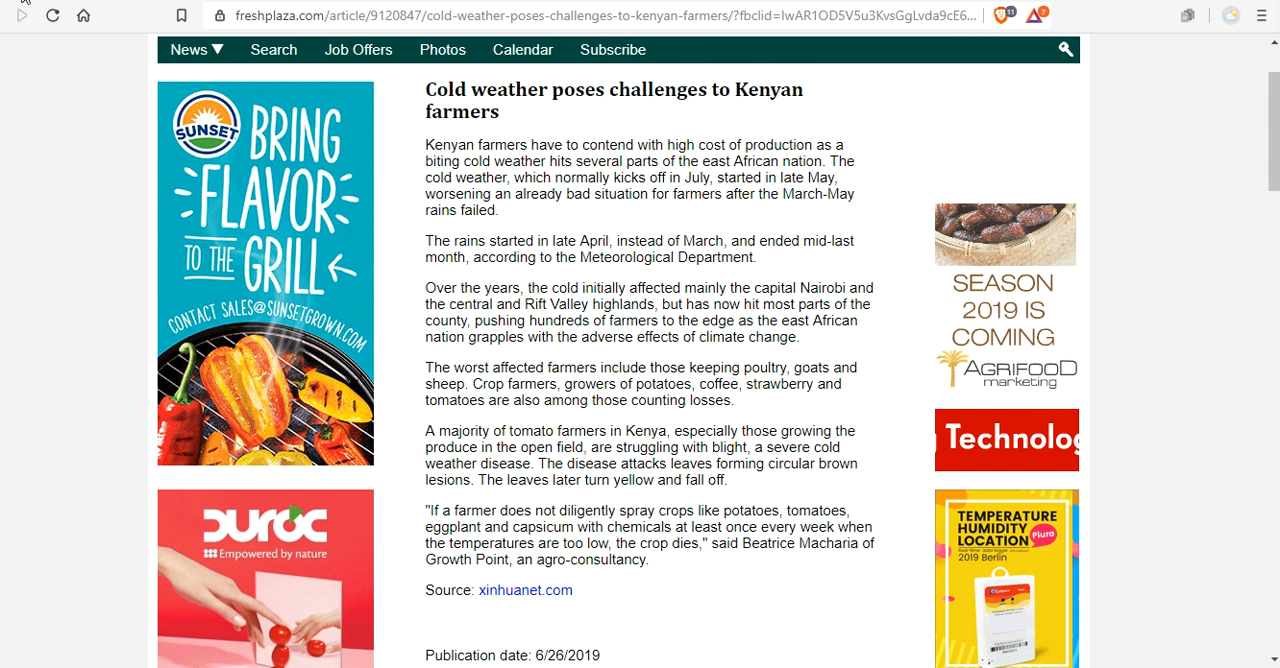 freshplaza.com/article/9120847/cold-weather-poses-challenges-to-kenyan-farmers/?fbclid=IwAR1OD5V5u3KvsGgLvda9cE6...
11
7
News ▼ Search Job Offers Photos Calendar Subscribe
SUNSET
BRING
FLAVOR
TO THE
GRILL
CONTACT SALES@SUNSETGROWN.COM
Duroc
Empowered by nature
Cold weather poses challenges to Kenyan
farmers
Kenyan farmers have to contend with high cost of production as a
biting cold weather hits several parts of the east African nation. The
cold weather, which normally kicks off in July, started in late May,
worsening an already bad situation for farmers after the March-May
rains failed.
The rains started in late April, instead of March, and ended mid-last
month, according to the Meteorological Department.
Over the years, the cold initially affected mainly the capital Nairobi and
the central and Rift Valley highlands, but has now hit most parts of the
county, pushing hundreds of farmers to the edge as the east African
nation grapples with the adverse effects of climate change.
The worst affected farmers include those keeping poultry, goats and
sheep. Crop farmers, growers of potatoes, coffee, strawberry and
tomatoes are also among those counting losses.
A majority of tomato farmers in Kenya, especially those growing the
produce in the open field, are struggling with blight, a severe cold
weather disease. The disease attacks leaves forming circular brown
lesions. The leaves later turn yellow and fall off.
"If a farmer does not diligently spray crops like potatoes, tomatoes,
eggplant and capsicum with chemicals at least once every week when
the temperatures are too low, the crop dies," said Beatrice Macharia of
Growth Point, an agro-consultancy.
Source: xinhuanet.com
Publication date: 6/26/2019
SEASON
2019 IS
COMING
AGRIFOOD
marketing
Technolog
TEMPERATURE
HUMIDITY
LOCATION
Plura
2019 Berlin